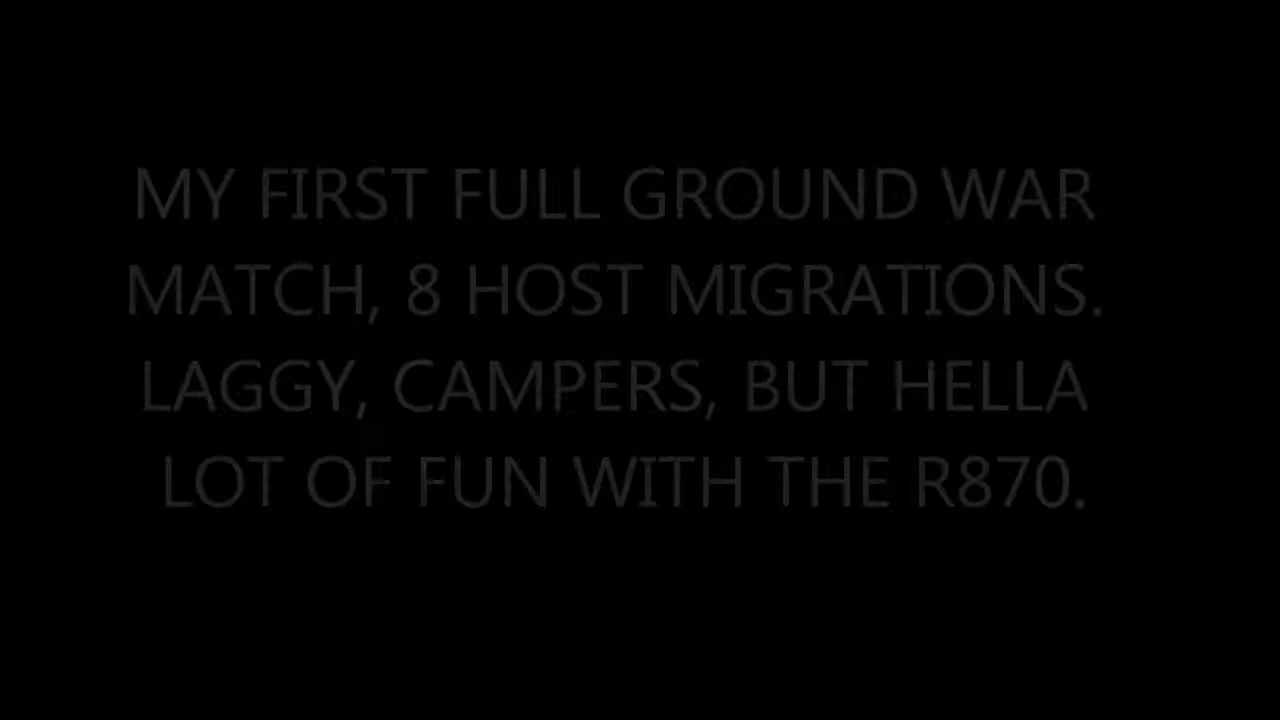 MY FIRST FULL GROUND WAR
MATCH, 8 HOST MIGRATIONS.
LAGGY, CAMPERS, BUT HELLA
LOT OF FUN WITH THE R870.